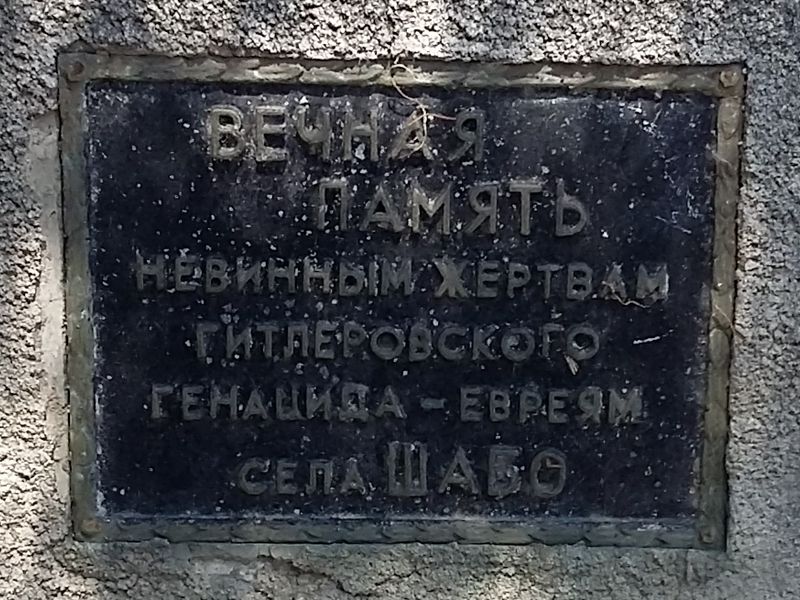 ВЕЧНАЯ
ПАМЯТЬ
НЕВИННЫМ ЖЕРТВАМ
ГИТЛЕРОВСКОГО
ГЕНАЦИДА – ЕВРЕЯМ
СЕЛА ШАБО